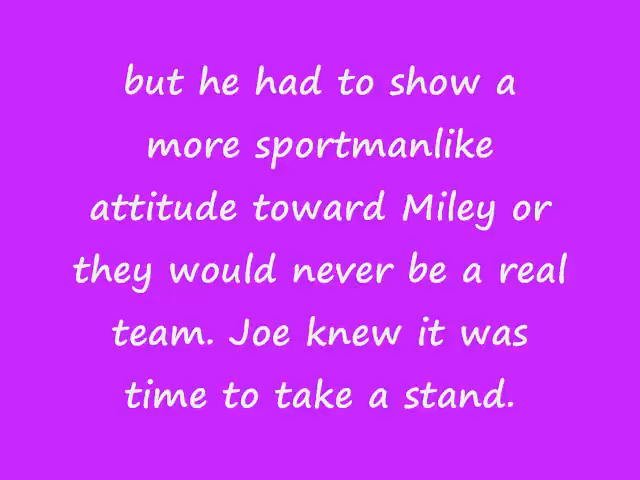 but he had to show a
more sportmanlike
attitude toward Miley or
they would never be a real
team. Joe knew it was
time to take a stand.